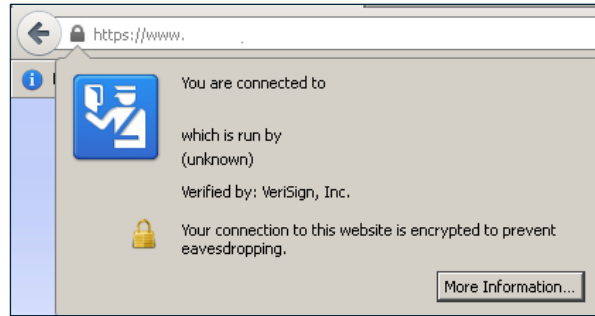 https://www.
You are connected to
which is run by
(unknown)
Verified by: VeriSign, Inc.
Your connection to this website is encrypted to prevent
eavesdropping.
More Information...